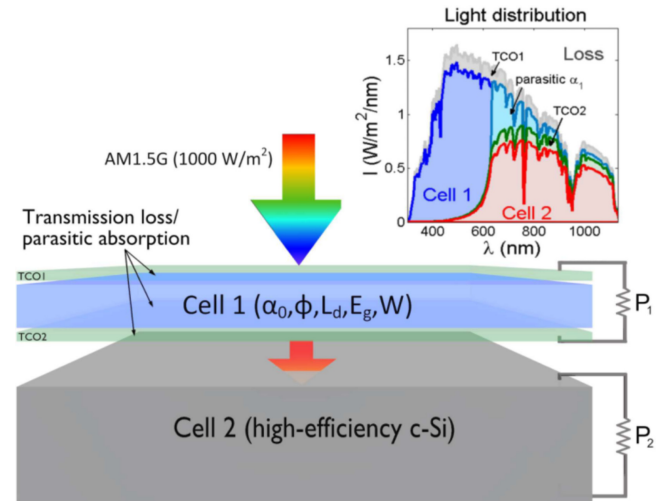 Light distribution
1.5
1
0.5
0
I (W/m²/nm)
TCO1
Loss
parasitic α₁
TCO2
Cell 1
Cell 2
400
600
800
1000
λ (nm)
AM1.5G (1000 W/m²)
Transmission loss/
parasitic absorption
TCO1
Cell 1 (α₀,ϕ,L_d,E_g,W)
P₁
TCO2
Cell 2 (high-efficiency c-Si)
P₂